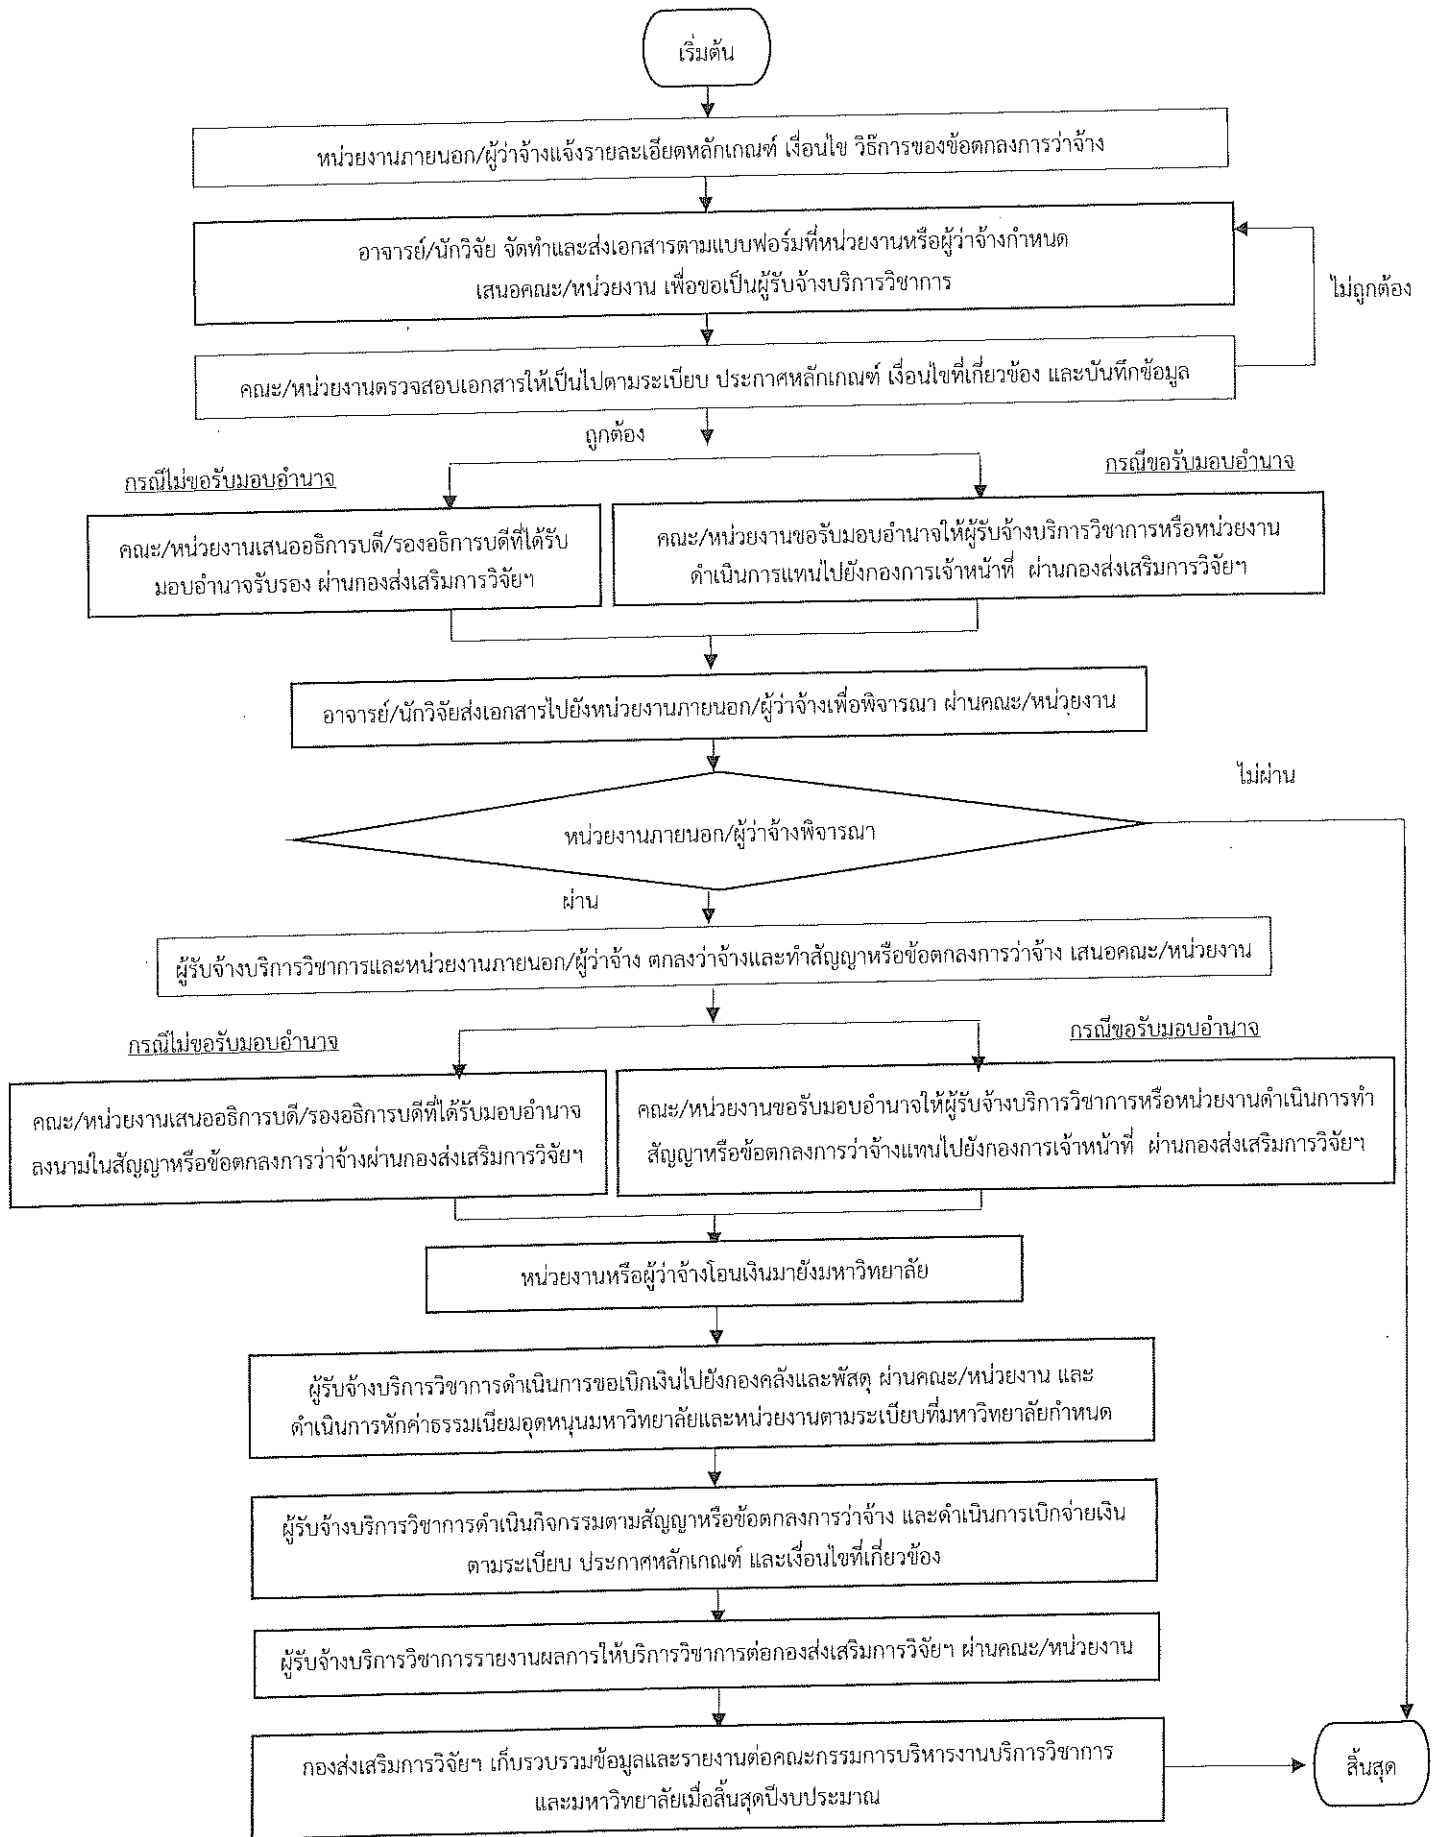 เริ่มต้น
หน่วยงานภายนอก/ผู้ว่าจ้างแจ้งรายละเอียดหลักเกณฑ์ เงื่อนไข วิธีการของข้อตกลงการว่าจ้าง
อาจารย์/นักวิจัย จัดทำและส่งเอกสารตามแบบฟอร์มที่หน่วยงานหรือผู้ว่าจ้างกำหนด
เสนอคณะ/หน่วยงาน เพื่อขอเป็นผู้รับจ้างบริการวิชาการ
ไม่ถูกต้อง
คณะ/หน่วยงานตรวจสอบเอกสารให้เป็นไปตามระเบียบ ประกาศหลักเกณฑ์ เงื่อนไขที่เกี่ยวข้อง และบันทึกข้อมูล
ถูกต้อง
กรณีไม่ขอรับมอบอำนาจ
กรณีขอรับมอบอำนาจ
คณะ/หน่วยงานเสนออธิการบดี/รองอธิการบดีที่ได้รับ
มอบอำนาจรับรอง ผ่านกองส่งเสริมการวิจัยฯ
คณะ/หน่วยงานขอรับมอบอำนาจให้ผู้รับจ้างบริการวิชาการหรือหน่วยงาน
ดำเนินการแทนไปยังกองการเจ้าหน้าที่ ผ่านกองส่งเสริมการวิจัยฯ
อาจารย์/นักวิจัยส่งเอกสารไปยังหน่วยงานภายนอก/ผู้ว่าจ้างเพื่อพิจารณา ผ่านคณะ/หน่วยงาน
ไม่ผ่าน
หน่วยงานภายนอก/ผู้ว่าจ้างพิจารณา
ผ่าน
ผู้รับจ้างบริการวิชาการและหน่วยงานภายนอก/ผู้ว่าจ้าง ตกลงว่าจ้างและทำสัญญาหรือข้อตกลงการว่าจ้าง เสนอคณะ/หน่วยงาน
กรณีไม่ขอรับมอบอำนาจ
กรณีขอรับมอบอำนาจ
คณะ/หน่วยงานเสนออธิการบดี/รองอธิการบดีที่ได้รับมอบอำนาจ
ลงนามในสัญญาหรือข้อตกลงการว่าจ้างผ่านกองส่งเสริมการวิจัยฯ
คณะ/หน่วยงานขอรับมอบอำนาจให้ผู้รับจ้างบริการวิชาการหรือหน่วยงานดำเนินการทำ
สัญญาหรือข้อตกลงการว่าจ้างแทนไปยังกองการเจ้าหน้าที่ ผ่านกองส่งเสริมการวิจัยฯ
หน่วยงานหรือผู้ว่าจ้างโอนเงินมายังมหาวิทยาลัย
ผู้รับจ้างบริการวิชาการดำเนินการขอเบิกเงินไปยังกองคลังและพัสดุ ผ่านคณะ/หน่วยงาน และ
ดำเนินการหักค่าธรรมเนียมอุดหนุนมหาวิทยาลัยและหน่วยงานตามระเบียบที่มหาวิทยาลัยกำหนด
ผู้รับจ้างบริการวิชาการดำเนินกิจกรรมตามสัญญาหรือข้อตกลงการว่าจ้าง และดำเนินการเบิกจ่ายเงิน
ตามระเบียบ ประกาศหลักเกณฑ์ และเงื่อนไขที่เกี่ยวข้อง
ผู้รับจ้างบริการวิชาการรายงานผลการให้บริการวิชาการต่อกองส่งเสริมการวิจัยฯ ผ่านคณะ/หน่วยงาน
กองส่งเสริมการวิจัยฯ เก็บรวบรวมข้อมูลและรายงานต่อคณะกรรมการบริหารงานบริการวิชาการ
และมหาวิทยาลัยเมื่อสิ้นสุดปีงบประมาณ
สิ้นสุด